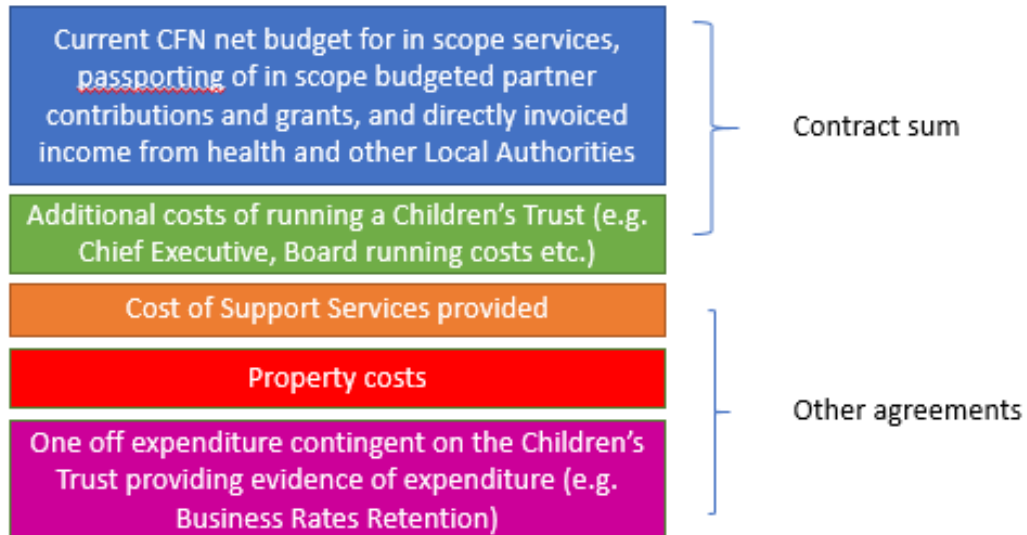 Current CFN net budget for in scope services,
passporting of in scope budgeted partner
contributions and grants, and directly invoiced
income from health and other Local Authorities
Contract sum
Additional costs of running a Children’s Trust (e.g.
Chief Executive, Board running costs etc.)
Cost of Support Services provided
Property costs
Other agreements
One off expenditure contingent on the Children’s
Trust providing evidence of expenditure (e.g.
Business Rates Retention)